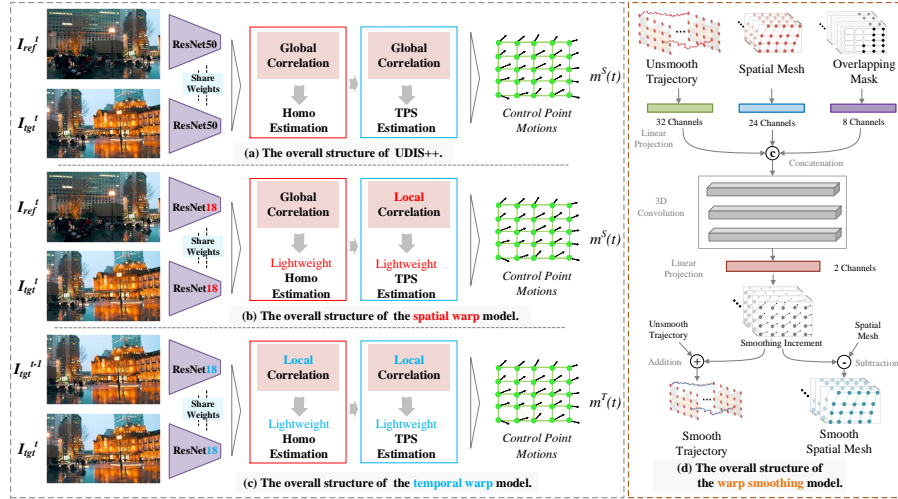 I_ref^t
ResNet50
Share
Weights
I_tgt^t
ResNet50
Global
Correlation
Homo
Estimation
Global
Correlation
TPS
Estimation
m^S(t)
Control Point
Motions
(a) The overall structure of UDIS++.
I_ref^t
ResNet18
Share
Weights
I_tgt^t
ResNet18
Global
Correlation
Lightweight
Homo
Estimation
Local
Correlation
Lightweight
TPS
Estimation
m^S(t)
Control Point
Motions
(b) The overall structure of the spatial warp model.
I_tgt^t-1
ResNet18
Share
Weights
I_tgt^t
ResNet18
Local
Correlation
Lightweight
Homo
Estimation
Local
Correlation
Lightweight
TPS
Estimation
m^T(t)
Control Point
Motions
(c) The overall structure of the temporal warp model.
Unsmooth
Trajectory
Spatial Mesh
Overlapping
Mask
32 Channels
24 Channels
8 Channels
Linear
Projection
c
Concatenation
3D
Convolution
Linear
Projection
2 Channels
Smoothing Increment
Unsmooth
Trajectory
Spatial
Mesh
Addition
+
-
Subtraction
Smooth
Trajectory
Smooth
Spatial Mesh
(d) The overall structure of
the warp smoothing model.